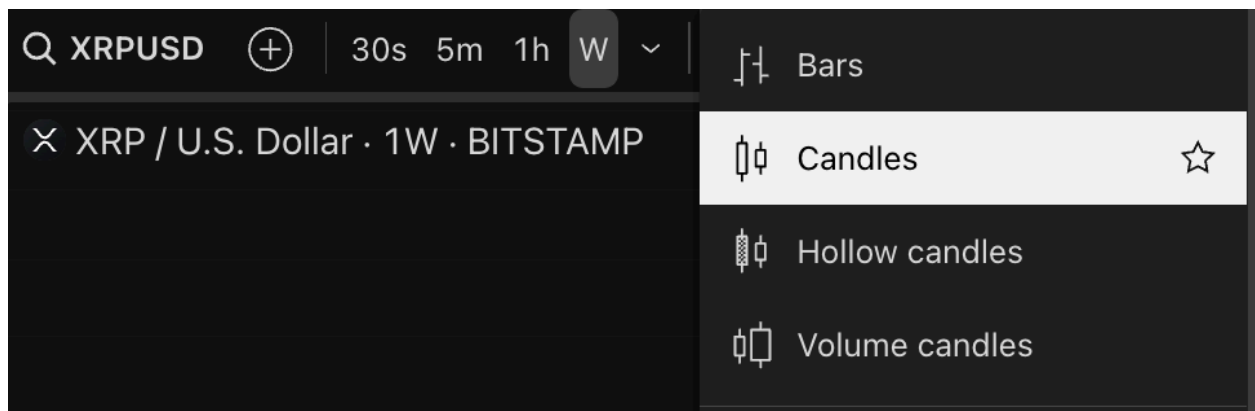 XRPUSD 30s 5m 1h W
XRP / U.S. Dollar · 1W · BITSTAMP
Bars
Candles
Hollow candles
Volume candles